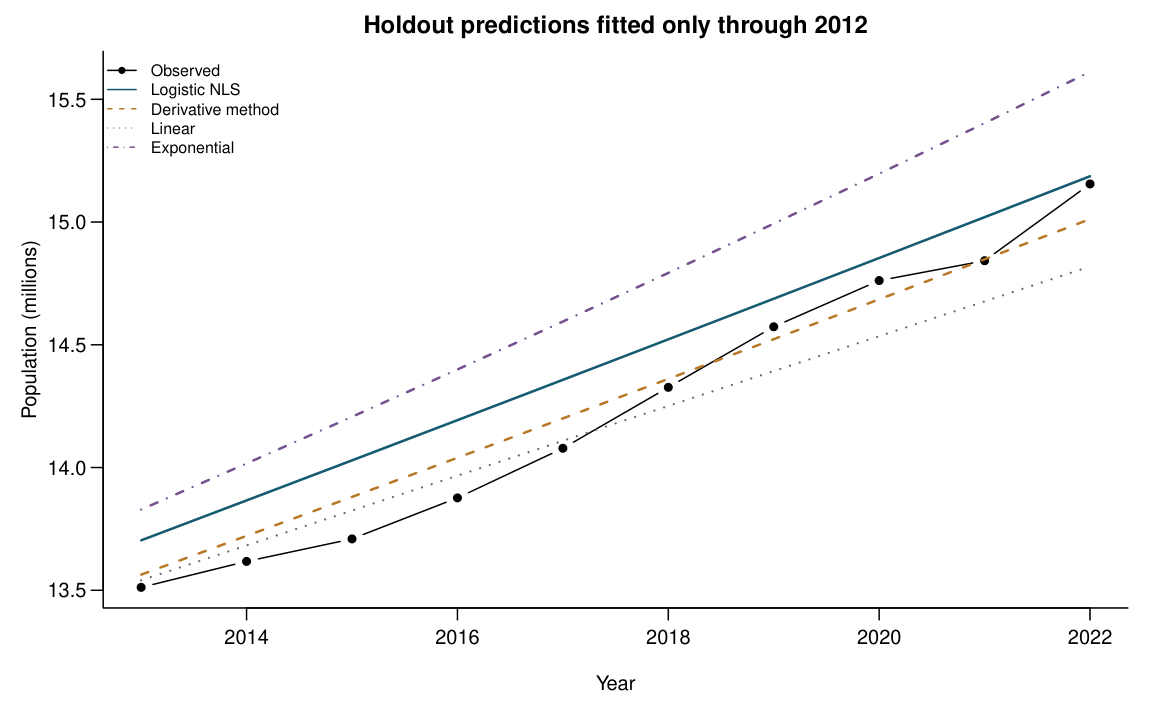 Holdout predictions fitted only through 2012
Observed
Logistic NLS
Derivative method
Linear
Exponential
Population (millions)
15.5
15.0
14.5
14.0
13.5
2014 2016 2018 2020 2022
Year